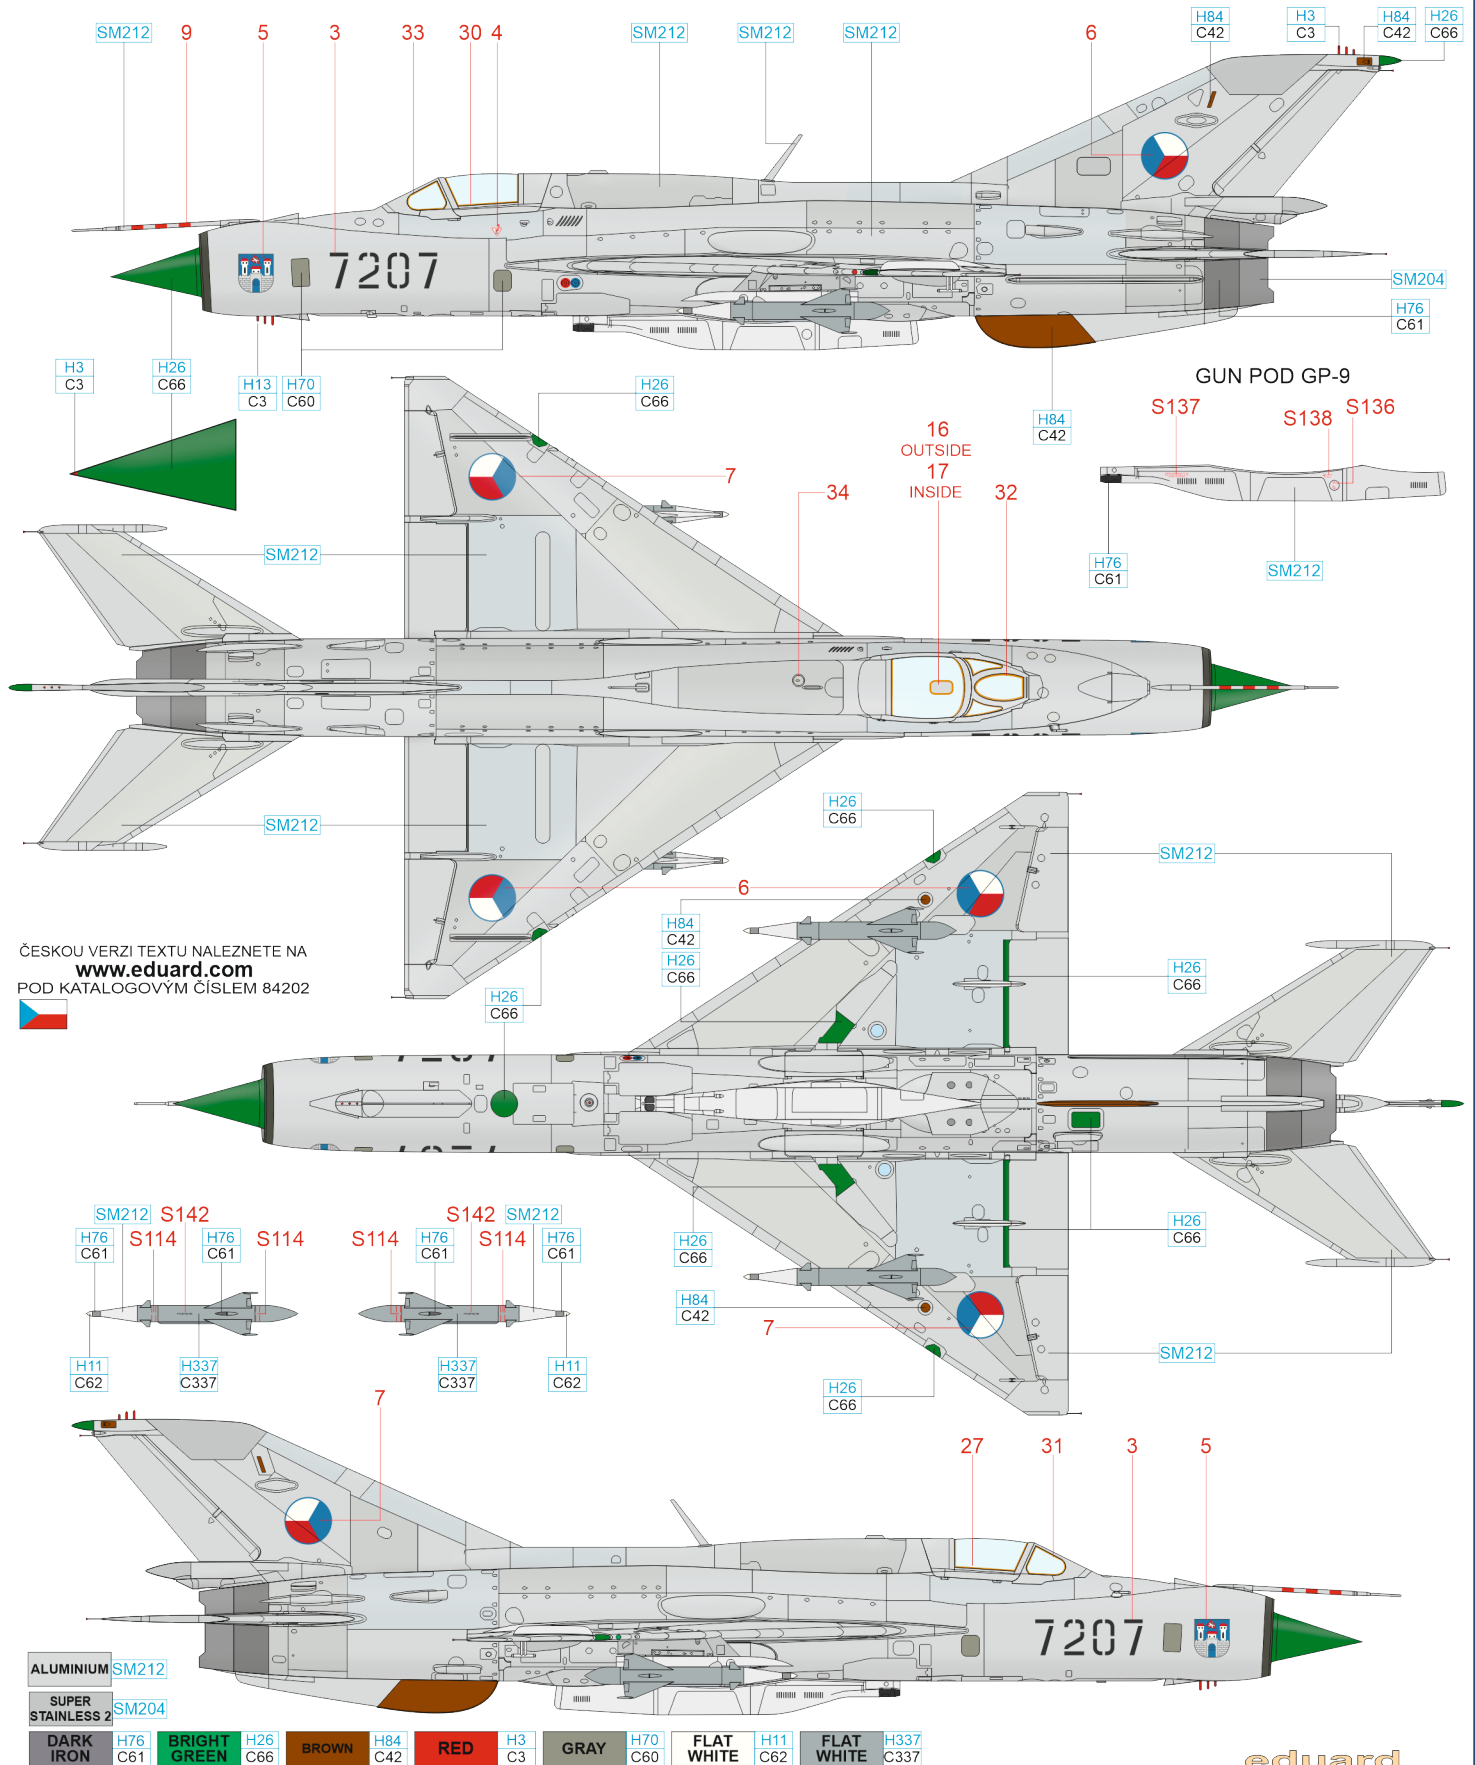 SM212 9 5 3 33 30 4 SM212 SM212 SM212 6 H84 H3 H84 H26
C42 C3 C42 C66
7207
SM204
H76
C61
H3 H26 H13 H70 H26
C3 C66 C3 C60 C66
H84
C42
GUN POD GP-9
S137 S138 S136
16
OUTSIDE
17
INSIDE
7 34 32
H76
C61
SM212
SM212
SM212
H26
C66
SM212
6
H84
C42
H26
C66
H26
C66
ČESKOU VERZI TEXTU NALEZNETE NA
www.eduard.com
POD KATALOGOVÝM ČÍSLEM 84202
H26
C66
SM212 S142 S142 SM212
H76 S114 H76 S114 S114 H76 S114 H76
C61 C61 C61 C61
H26
C66
H26
C66
H84
C42
7
SM212
H11 H337 H337 H11
C62 C337 C337 C62
H26
C66
7
27 31 3 5
7207
ALUMINIUM SM212
SUPER
STAINLESS 2 SM204
DARK
IRON H76
C61
BRIGHT
GREEN H26
C66
BROWN H84
C42
RED H3
C3
GRAY H70
C60
FLAT
WHITE H11
C62
FLAT
WHITE H337
C337
eduard